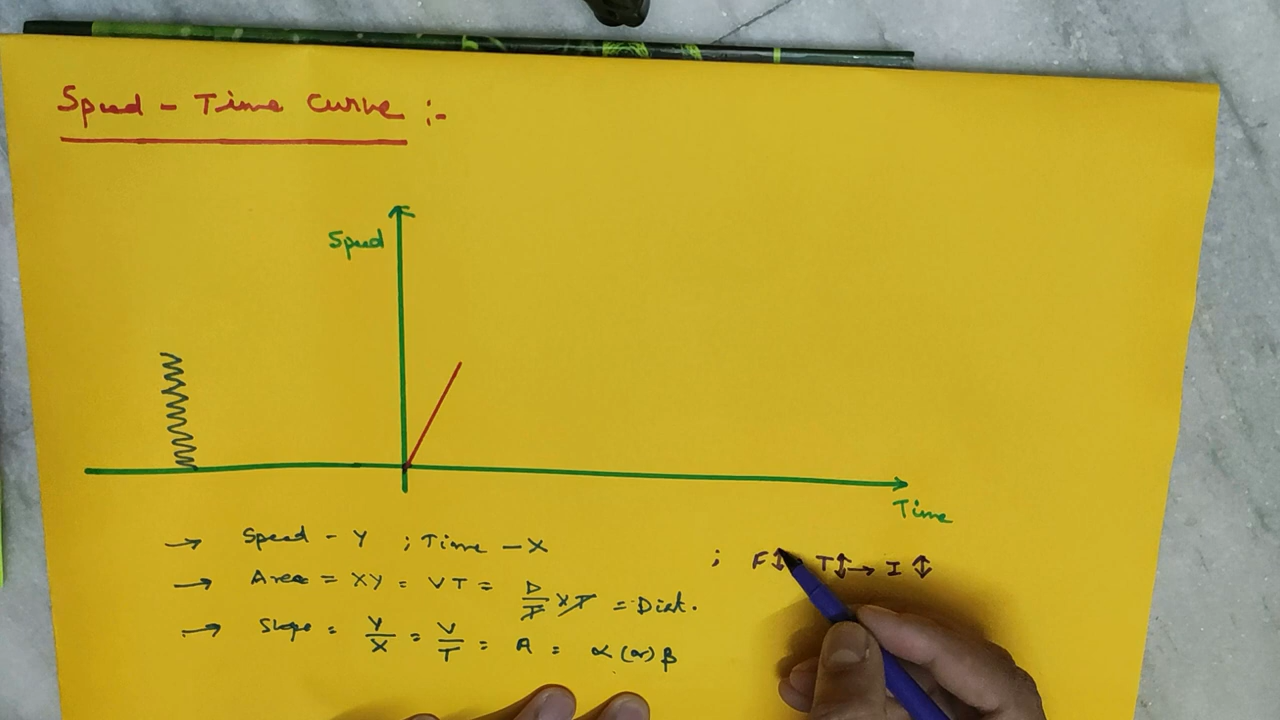 Speed - Time Curve :-
Speed
Time
→ Speed - Y ; Time - X
→ Area = XY = VT = D/T × T = Dist.
→ Slope = Y/X = V/T = A = α (or) β
; F↕ → T↕ → I ↕